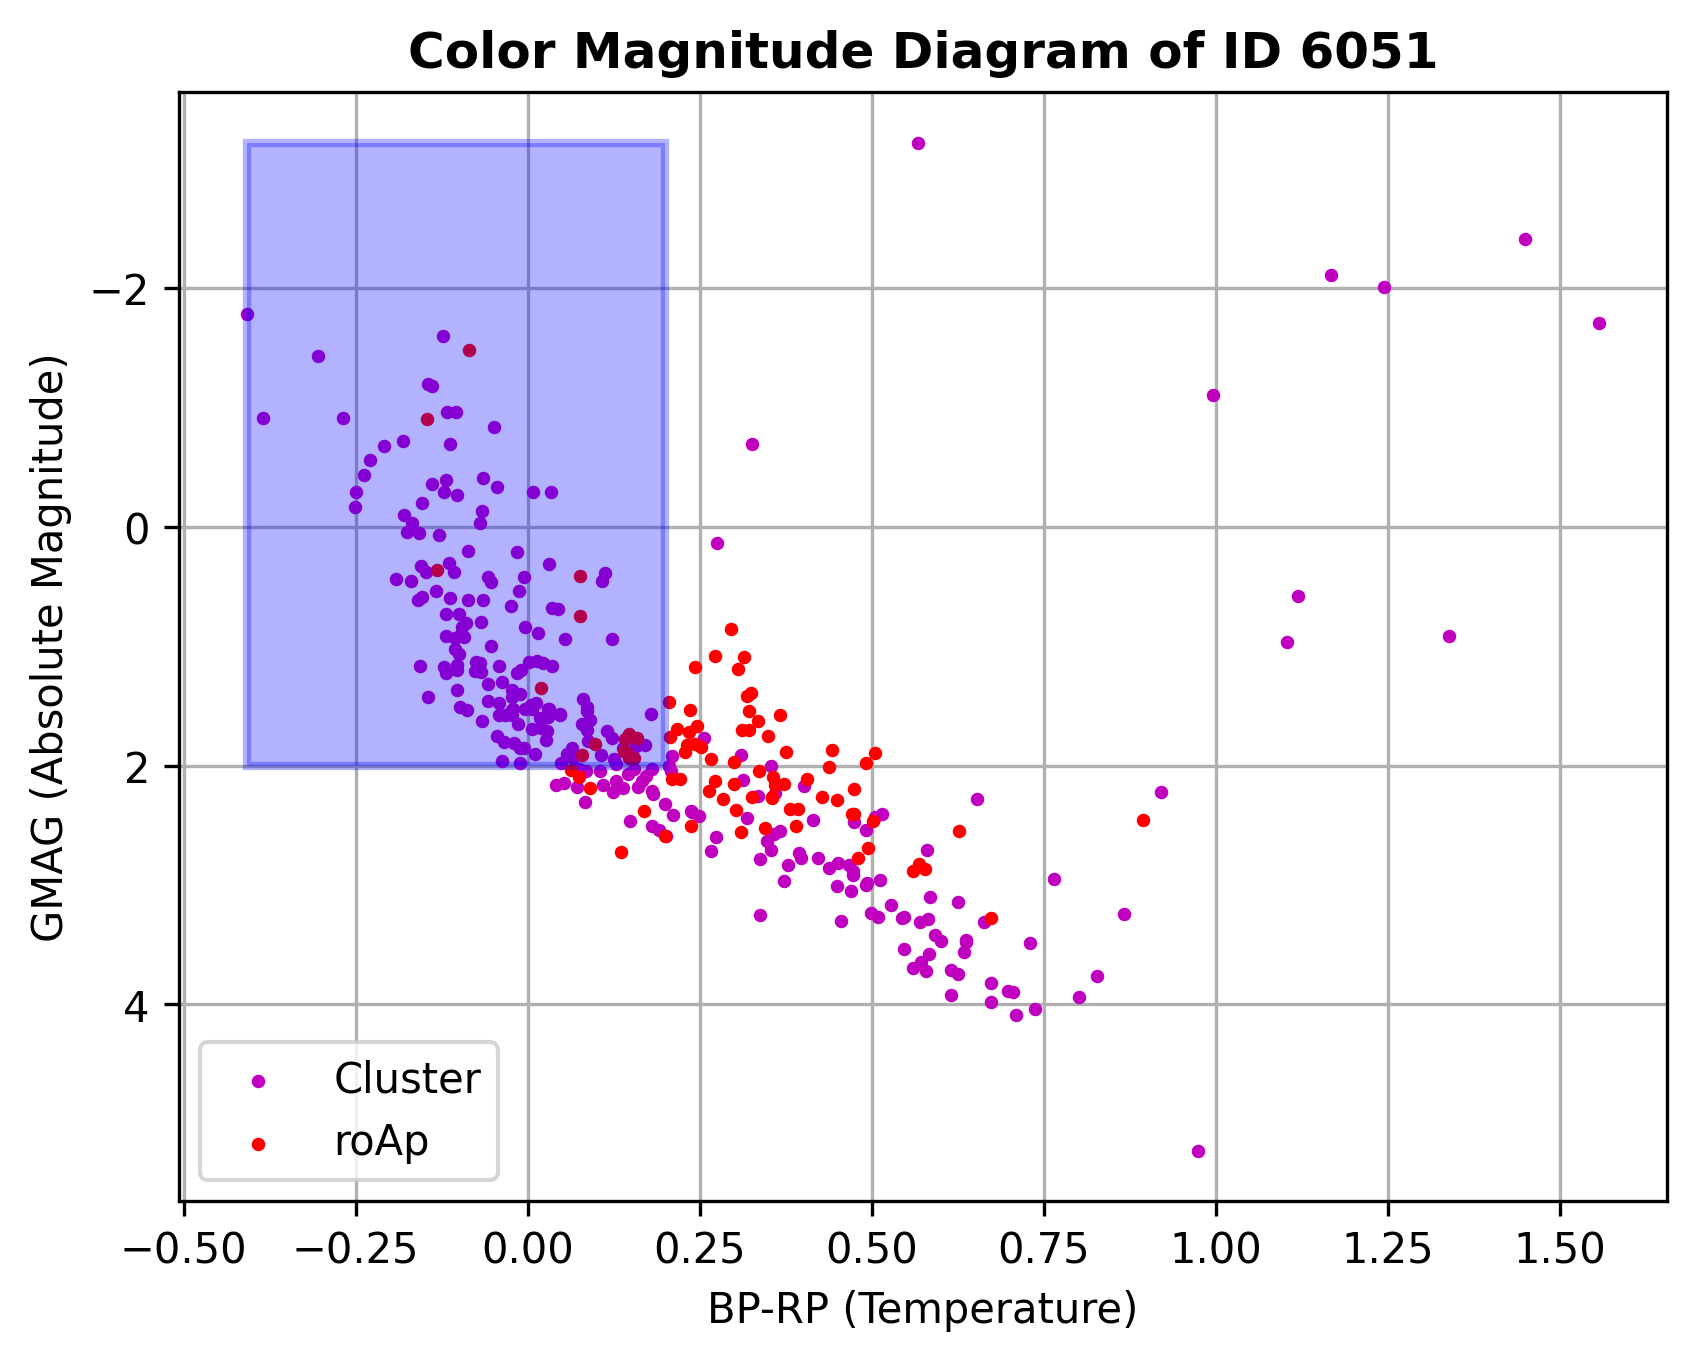 Color Magnitude Diagram of ID 6051
GMAG (Absolute Magnitude)
−2
0
2
4
Cluster
roAp
−0.50 −0.25 0.00 0.25 0.50 0.75 1.00 1.25 1.50
BP-RP (Temperature)